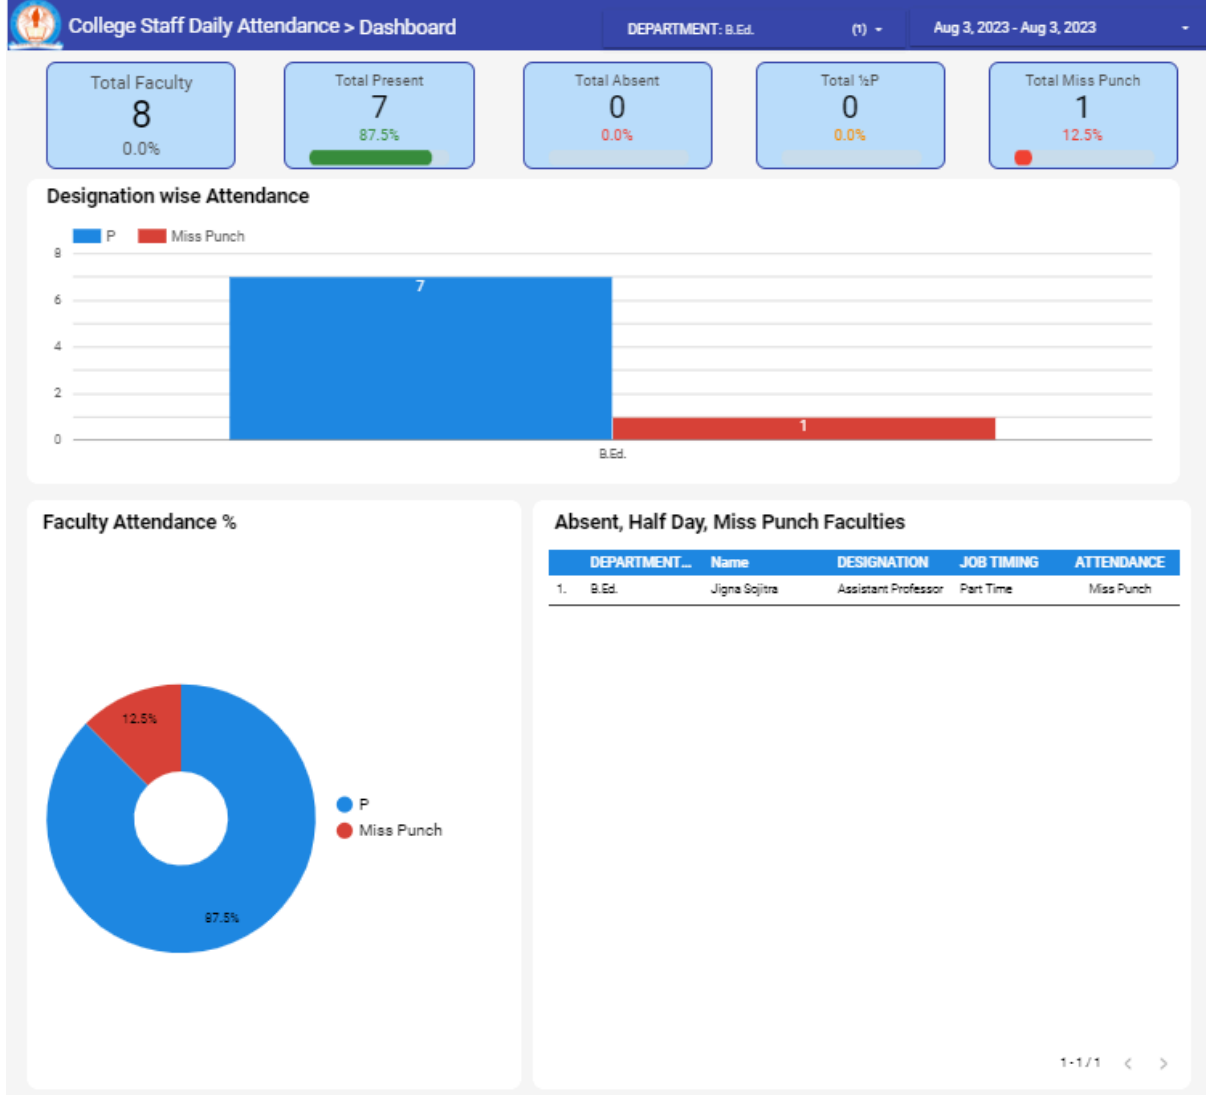 College Staff Daily Attendance > Dashboard
DEPARTMENT: B.Ed. (1)
Aug 3, 2023 - Aug 3, 2023
Total Faculty
8
0.0%
Total Present
7
87.5%
Total Absent
0
0.0%
Total ½P
0
0.0%
Total Miss Punch
1
12.5%
Designation wise Attendance
P Miss Punch
8
6
4
2
0
7
1
B.Ed.
Faculty Attendance %
12.5%
87.5%
P
Miss Punch
Absent, Half Day, Miss Punch Faculties
DEPARTMENT... Name DESIGNATION JOB TIMING ATTENDANCE
1. B.Ed. Jigna Sojitra Assistant Professor Part Time Miss Punch
1-1/1 < >